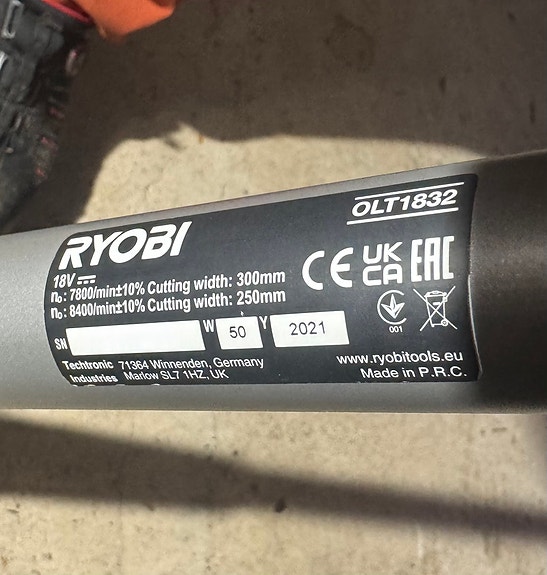 RYOBI
OLT1832
18V ⎓
n₀: 7800/min±10% Cutting width: 300mm
n₀: 8400/min±10% Cutting width: 250mm
CE UK CA EAC
001
SN W 50 Y 2021
Techtronic 71364 Winnenden, Germany
Industries Marlow SL7 1HZ, UK
www.ryobitools.eu
Made in P.R.C.